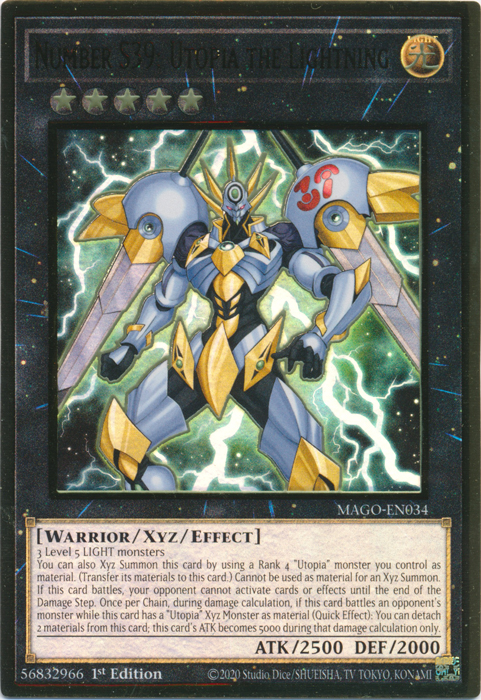 NUMBER S39: UTOPIA THE LIGHTNING
LIGHT
光
39
MAGO-EN034
[WARRIOR/XYZ/EFFECT]
3 Level 5 LIGHT monsters
You can also Xyz Summon this card by using a Rank 4 "Utopia" monster you control as
material. (Transfer its materials to this card.) Cannot be used as material for an Xyz Summon.
If this card battles, your opponent cannot activate cards or effects until the end of the
Damage Step. Once per Chain, during damage calculation, if this card battles an opponent's
monster while this card has a "Utopia" Xyz Monster as material (Quick Effect): You can detach
2 materials from this card; this card's ATK becomes 5000 during that damage calculation only.
ATK/2500 DEF/2000
56832966 1st Edition ©2020 Studio Dice/SHUEISHA, TV TOKYO, KONAMI